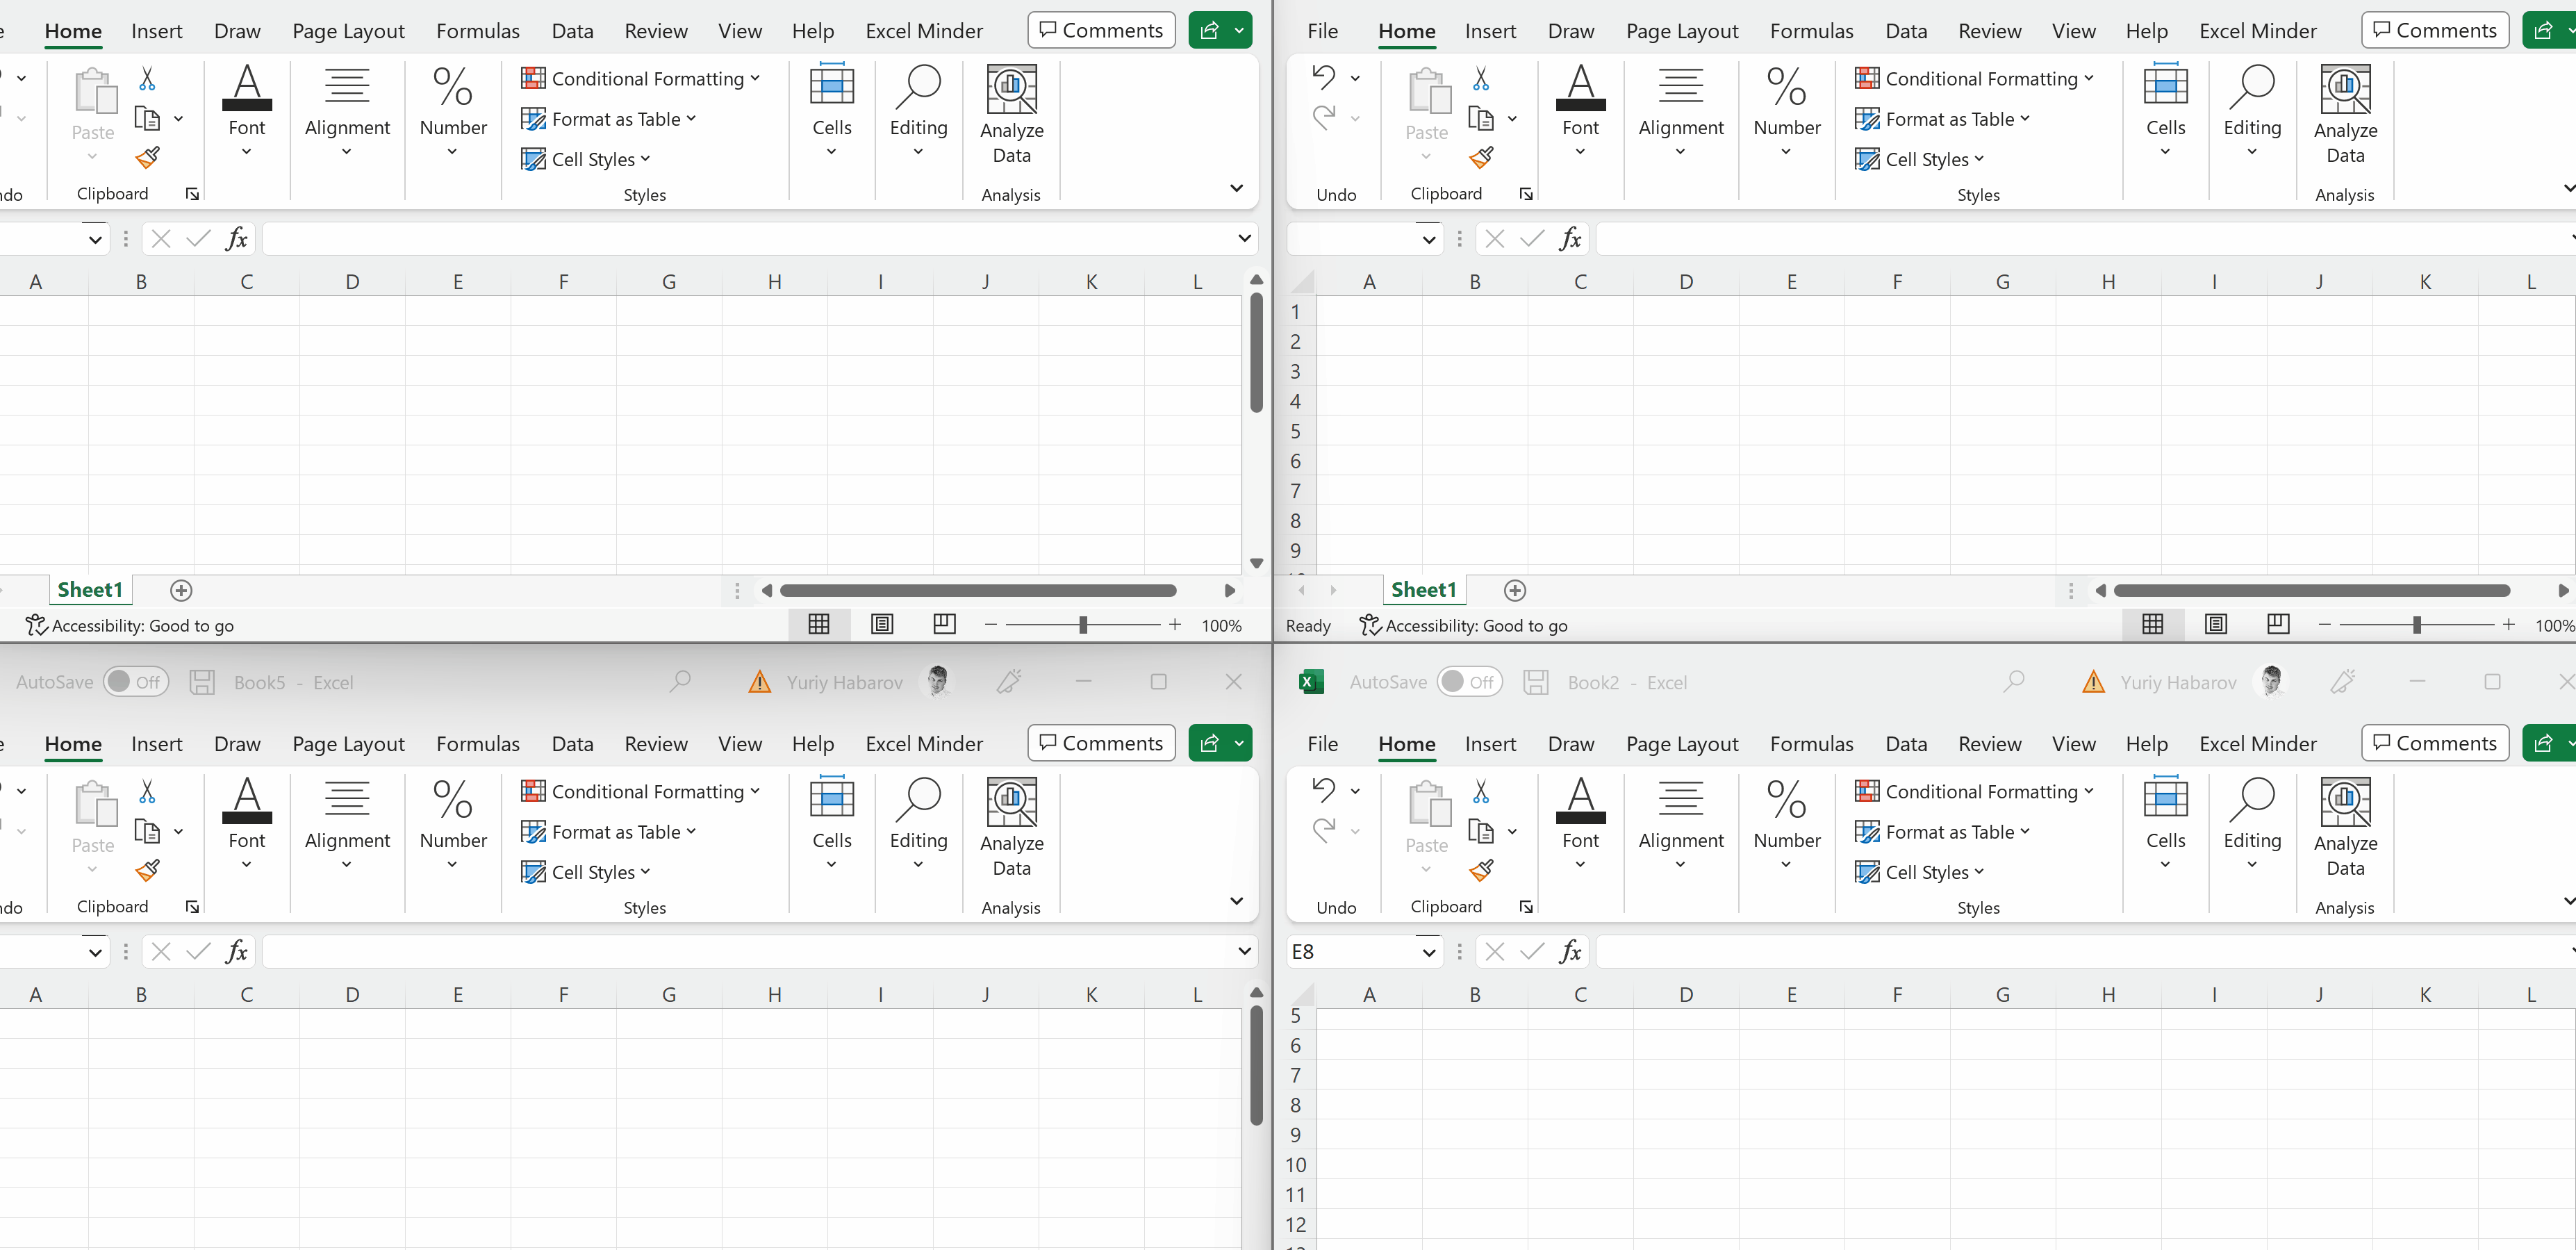 Home Insert Draw Page Layout Formulas Data Review View Help Excel Minder Comments
Paste
Font
Alignment
Number
Conditional Formatting
Format as Table
Cell Styles
Cells
Editing
Analyze
Data
Clipboard
Styles
Analysis
fx
A B C D E F G H I J K L
Sheet1
Accessibility: Good to go
100%
File Home Insert Draw Page Layout Formulas Data Review View Help Excel Minder Comments
Paste
Font
Alignment
Number
Conditional Formatting
Format as Table
Cell Styles
Cells
Editing
Analyze
Data
Undo
Clipboard
Styles
Analysis
fx
A B C D E F G H I J K L
1
2
3
4
5
6
7
8
9
Sheet1
Ready Accessibility: Good to go
100%
AutoSave Off Book5 - Excel Yuriy Habarov
Home Insert Draw Page Layout Formulas Data Review View Help Excel Minder Comments
Paste
Font
Alignment
Number
Conditional Formatting
Format as Table
Cell Styles
Cells
Editing
Analyze
Data
Clipboard
Styles
Analysis
fx
A B C D E F G H I J K L
AutoSave Off Book2 - Excel Yuriy Habarov
File Home Insert Draw Page Layout Formulas Data Review View Help Excel Minder Comments
Paste
Font
Alignment
Number
Conditional Formatting
Format as Table
Cell Styles
Cells
Editing
Analyze
Data
Undo
Clipboard
Styles
Analysis
E8 fx
A B C D E F G H I J K L
5
6
7
8
9
10
11
12